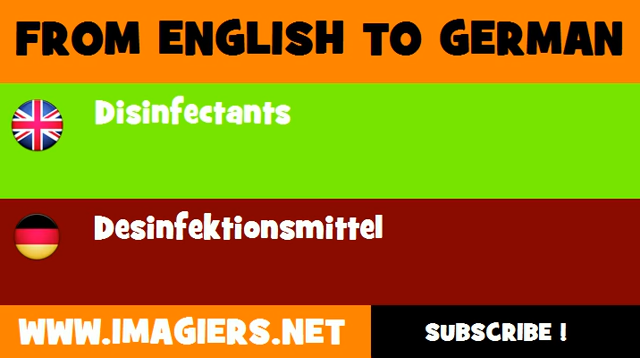 FROM ENGLISH TO GERMAN
Disinfectants
Desinfektionsmittel
WWW.IMAGIERS.NET
SUBSCRIBE !